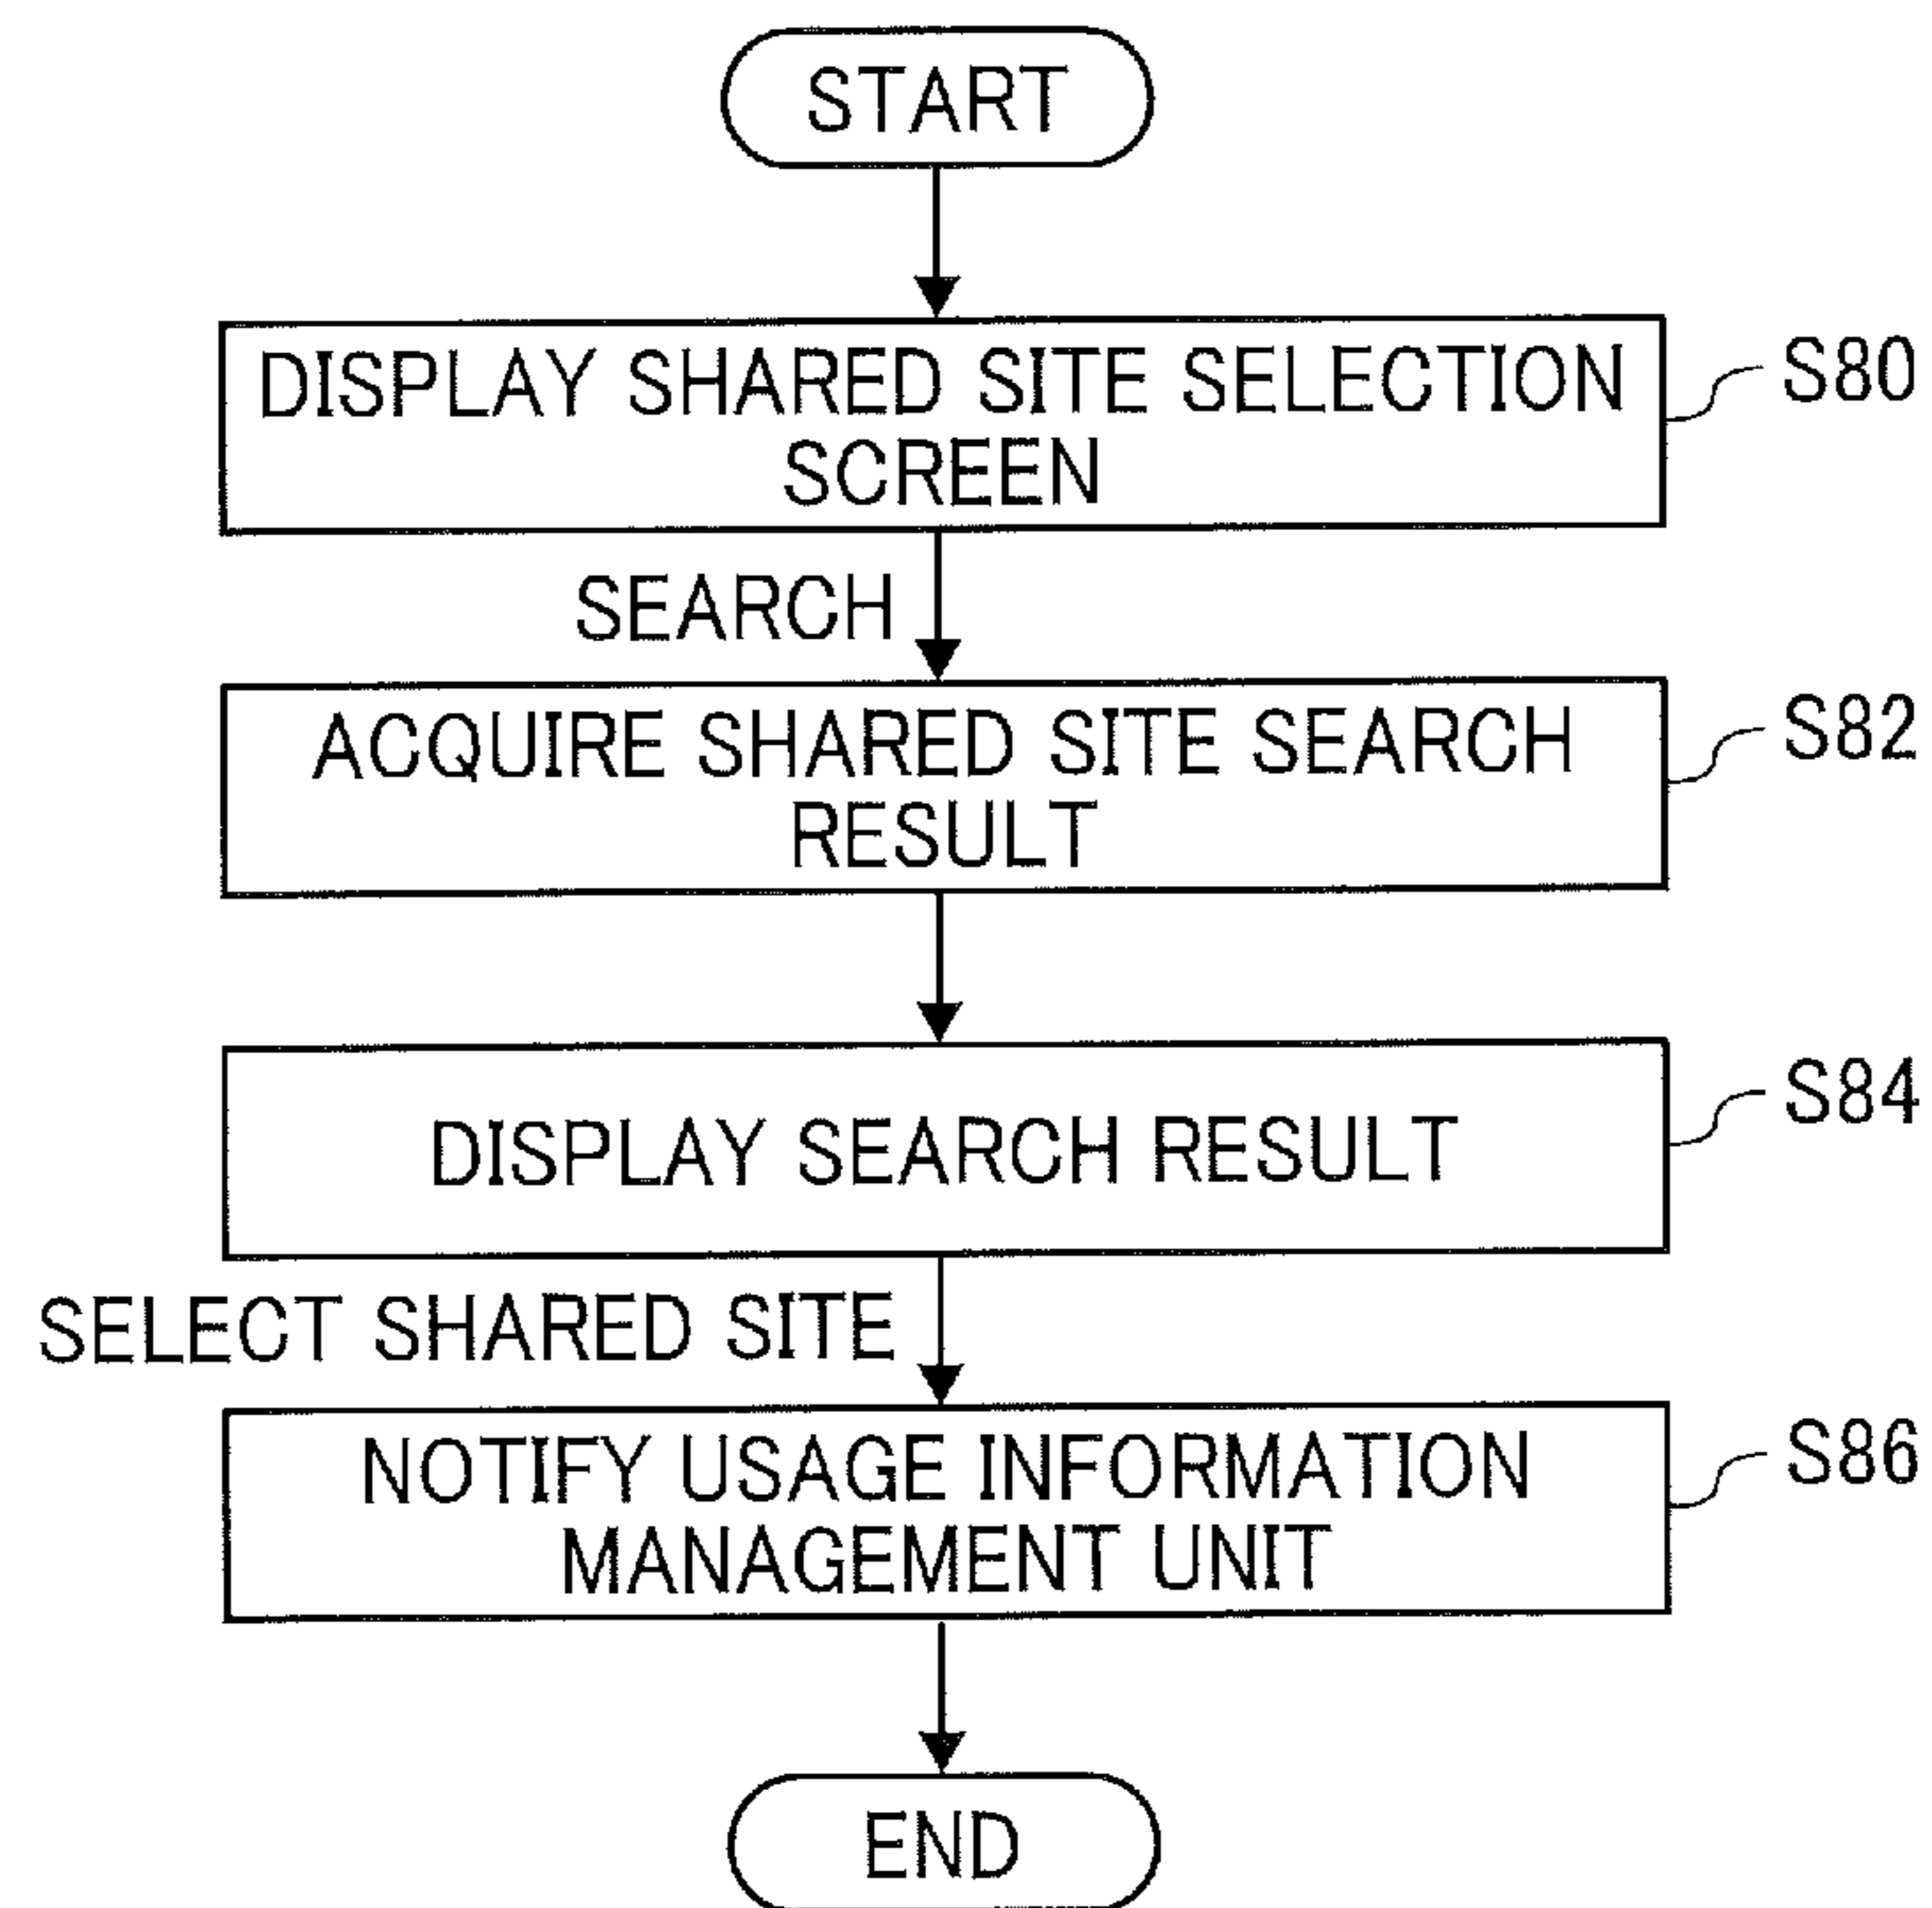 START
DISPLAY SHARED SITE SELECTION
SCREEN
S80
SEARCH
ACQUIRE SHARED SITE SEARCH
RESULT
S82
DISPLAY SEARCH RESULT
S84
SELECT SHARED SITE
NOTIFY USAGE INFORMATION
MANAGEMENT UNIT
S86
END